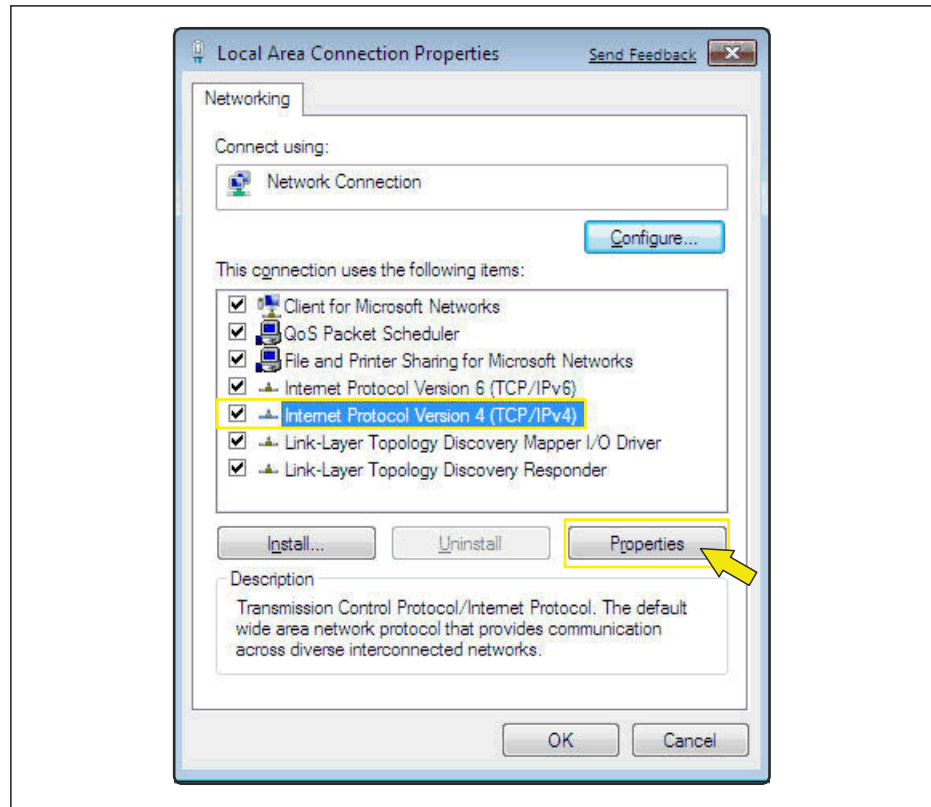 Local Area Connection Properties Send Feedback
Networking
Connect using:
Network Connection
Configure...
This connection uses the following items:
Client for Microsoft Networks
QoS Packet Scheduler
File and Printer Sharing for Microsoft Networks
Internet Protocol Version 6 (TCP/IPv6)
Internet Protocol Version 4 (TCP/IPv4)
Link-Layer Topology Discovery Mapper I/O Driver
Link-Layer Topology Discovery Responder
Install... Uninstall Properties
Description
Transmission Control Protocol/Internet Protocol. The default
wide area network protocol that provides communication
across diverse interconnected networks.
OK Cancel